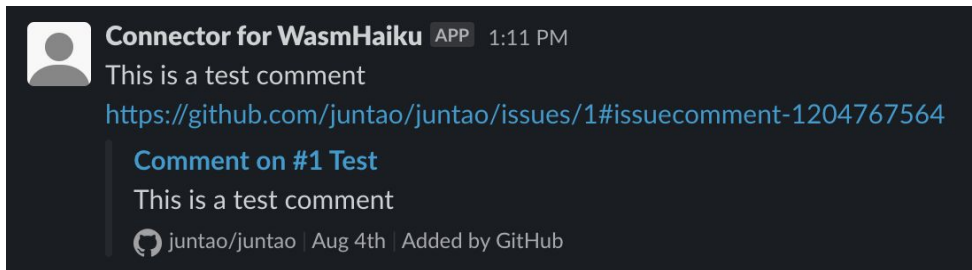 Connector for WasmHaiku APP 1:11 PM
This is a test comment
https://github.com/juntao/juntao/issues/1#issuecomment-1204767564
Comment on #1 Test
This is a test comment
juntao/juntao | Aug 4th | Added by GitHub